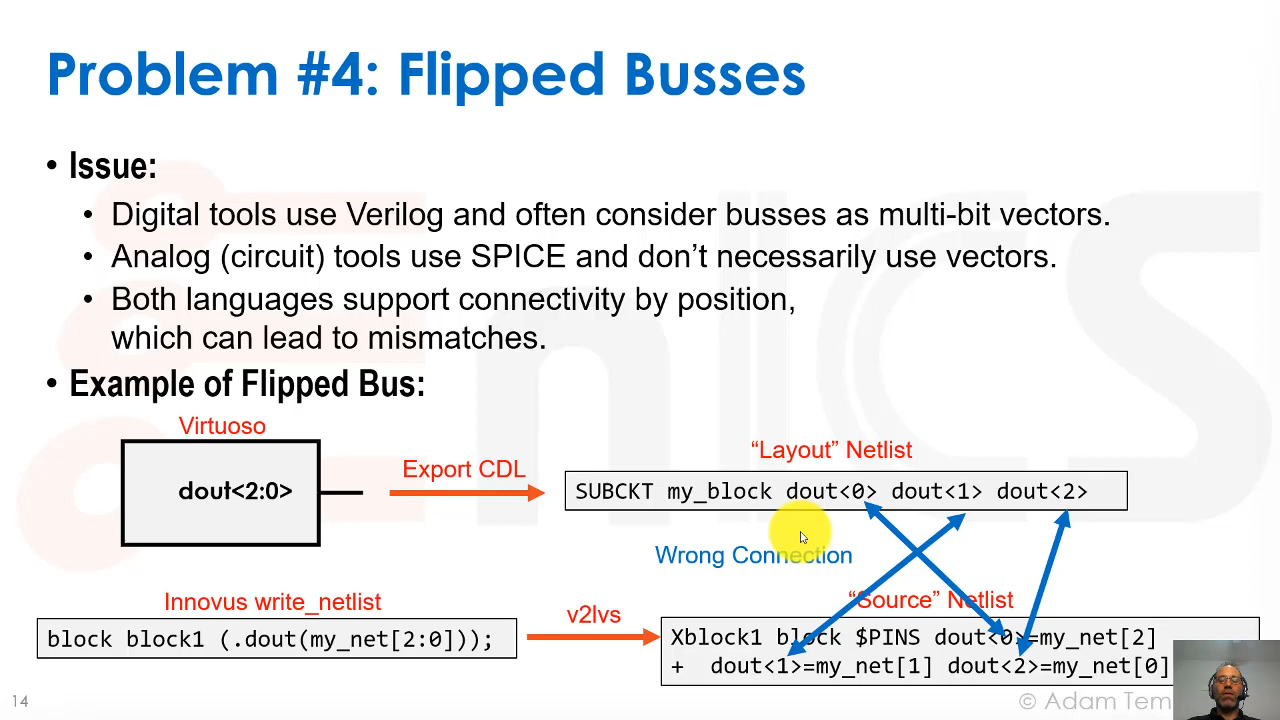 Problem #4: Flipped Busses
• Issue:
• Digital tools use Verilog and often consider busses as multi-bit vectors.
• Analog (circuit) tools use SPICE and don't necessarily use vectors.
• Both languages support connectivity by position,
which can lead to mismatches.
• Example of Flipped Bus:
Virtuoso
dout<2:0>
Export CDL
“Layout” Netlist
SUBCKT my_block dout<0> dout<1> dout<2>
Wrong Connection
Innovus write_netlist
block block1 (.dout(my_net[2:0]));
v2lvs
“Source” Netlist
Xblock1 block $PINS dout<0>=my_net[2]
+ dout<1>=my_net[1] dout<2>=my_net[0]
14
© Adam
EnICS